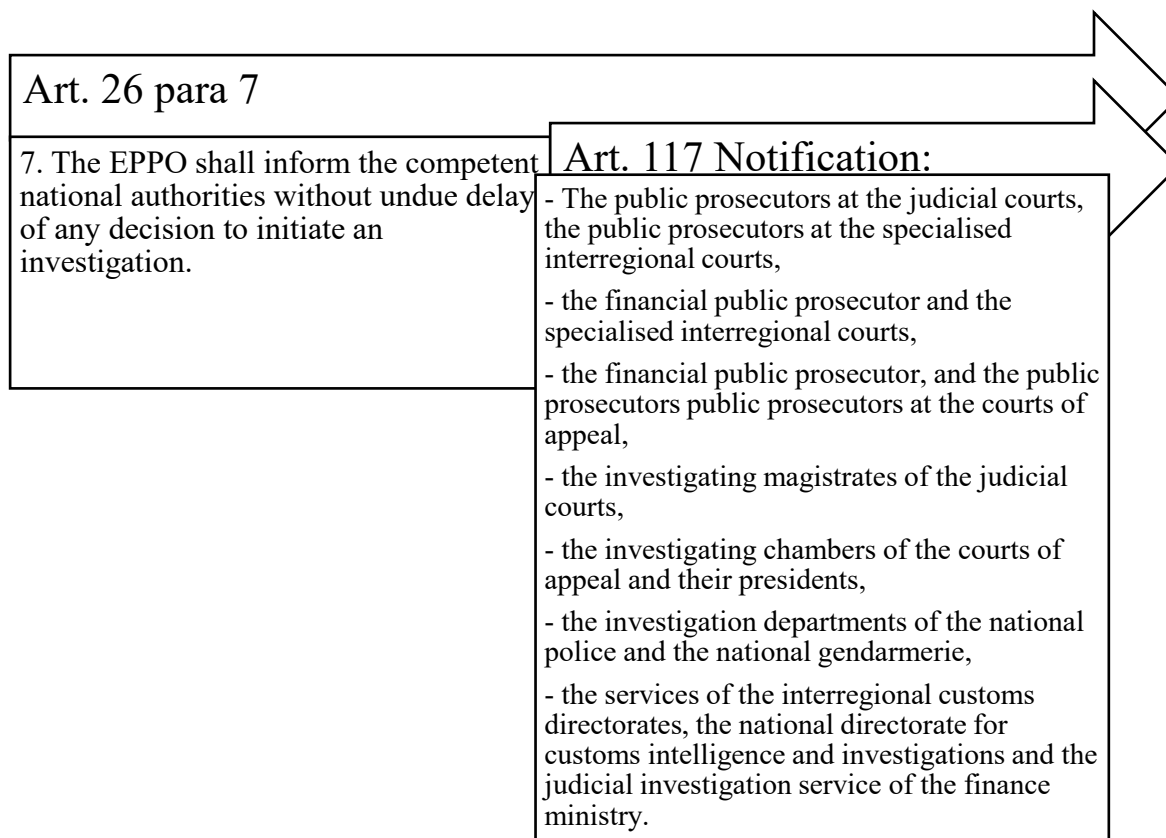 Art. 26 para 7
7. The EPPO shall inform the competent
national authorities without undue delay
of any decision to initiate an
investigation.
Art. 117 Notification:
- The public prosecutors at the judicial courts,
the public prosecutors at the specialised
interregional courts,
- the financial public prosecutor and the
specialised interregional courts,
- the financial public prosecutor, and the public
prosecutors public prosecutors at the courts of
appeal,
- the investigating magistrates of the judicial
courts,
- the investigating chambers of the courts of
appeal and their presidents,
- the investigation departments of the national
police and the national gendarmerie,
- the services of the interregional customs
directorates, the national directorate for
customs intelligence and investigations and the
judicial investigation service of the finance
ministry.